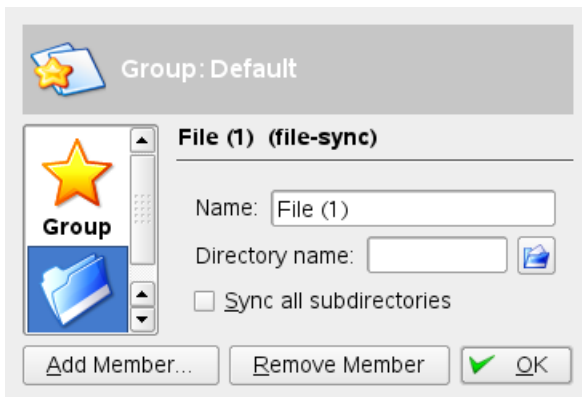 Group: Default
File (1) (file-sync)
Group
Name: File (1)
Directory name:
Sync all subdirectories
Add Member... Remove Member OK